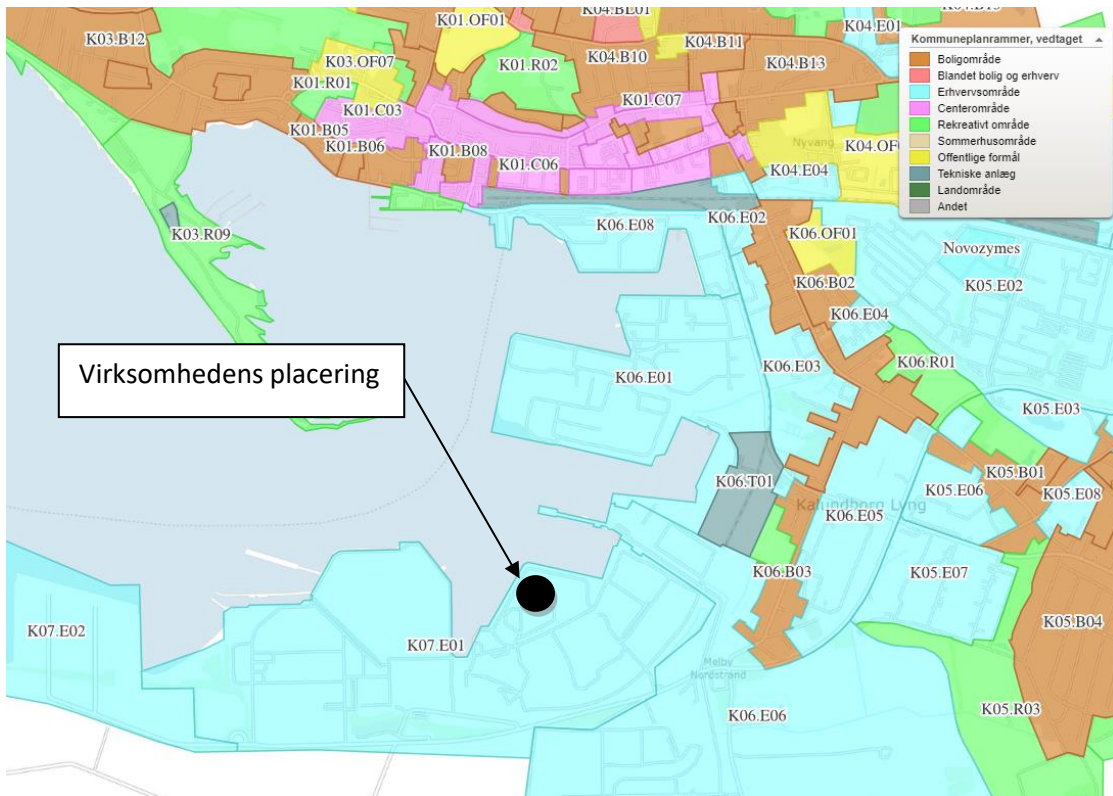 K03.B12
K01.OF01
K04.BL01
K04.B13
K04.E01
K03.OF07
K01.R01
K01.R02
K04.B10
K04.B11
K04.B13
K01.C03
K01.C07
K01.B05
K01.B06
K01.B08
K01.C06
Nyvang
K04.E04
Kommuneplanrammer, vedtaget
Boligområde
Blandet bolig og erhverv
Erhvervsområde
Centerområde
Rekreativt område
Sommerhusområde
Offentlige formål
Tekniske anlæg
Landområde
Andet
K03.R09
K06.E08
K06.E02
K06.OF01
Novozymes
K05.E02
K06.B02
K06.E04
Virksomhedens placering
K06.E01
K06.E03
K06.R01
K05.E03
K06.T01
K05.B01
K05.E06
K05.E08
Kalundborg Lyng
K06.E05
K06.B03
K05.E07
K07.E02
K07.E01
K05.B04
Melby
Nordstrand
K06.E06
K05.R03